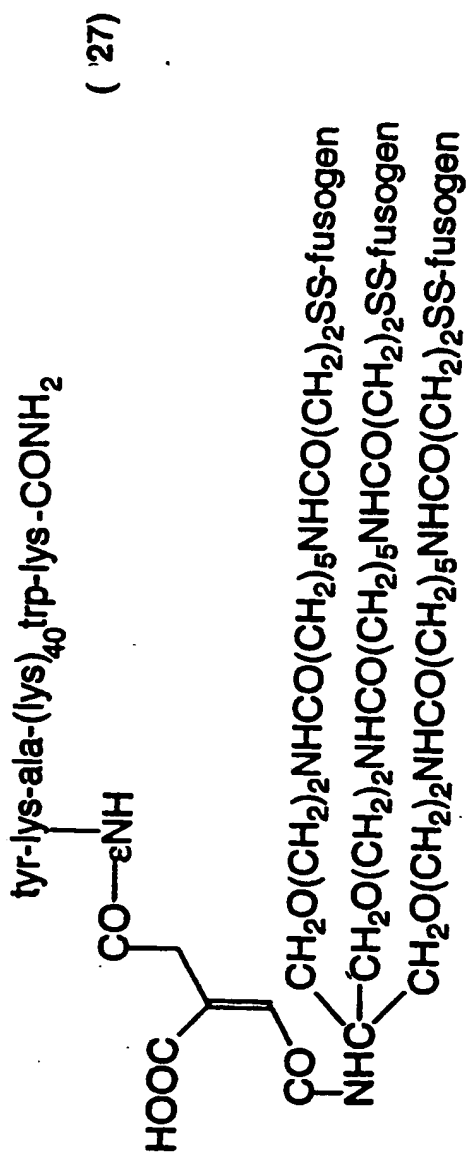 ( '27)
tyr-lys-ala-(lys)40trp-lys-CONH2
CO—εNH
HOOC
CO
NHC
CH2O(CH2)2NHCO(CH2)5NHCO(CH2)2SS-fusogen
CH2O(CH2)2NHCO(CH2)5NHCO(CH2)2SS-fusogen
CH2O(CH2)2NHCO(CH2)5NHCO(CH2)2SS-fusogen